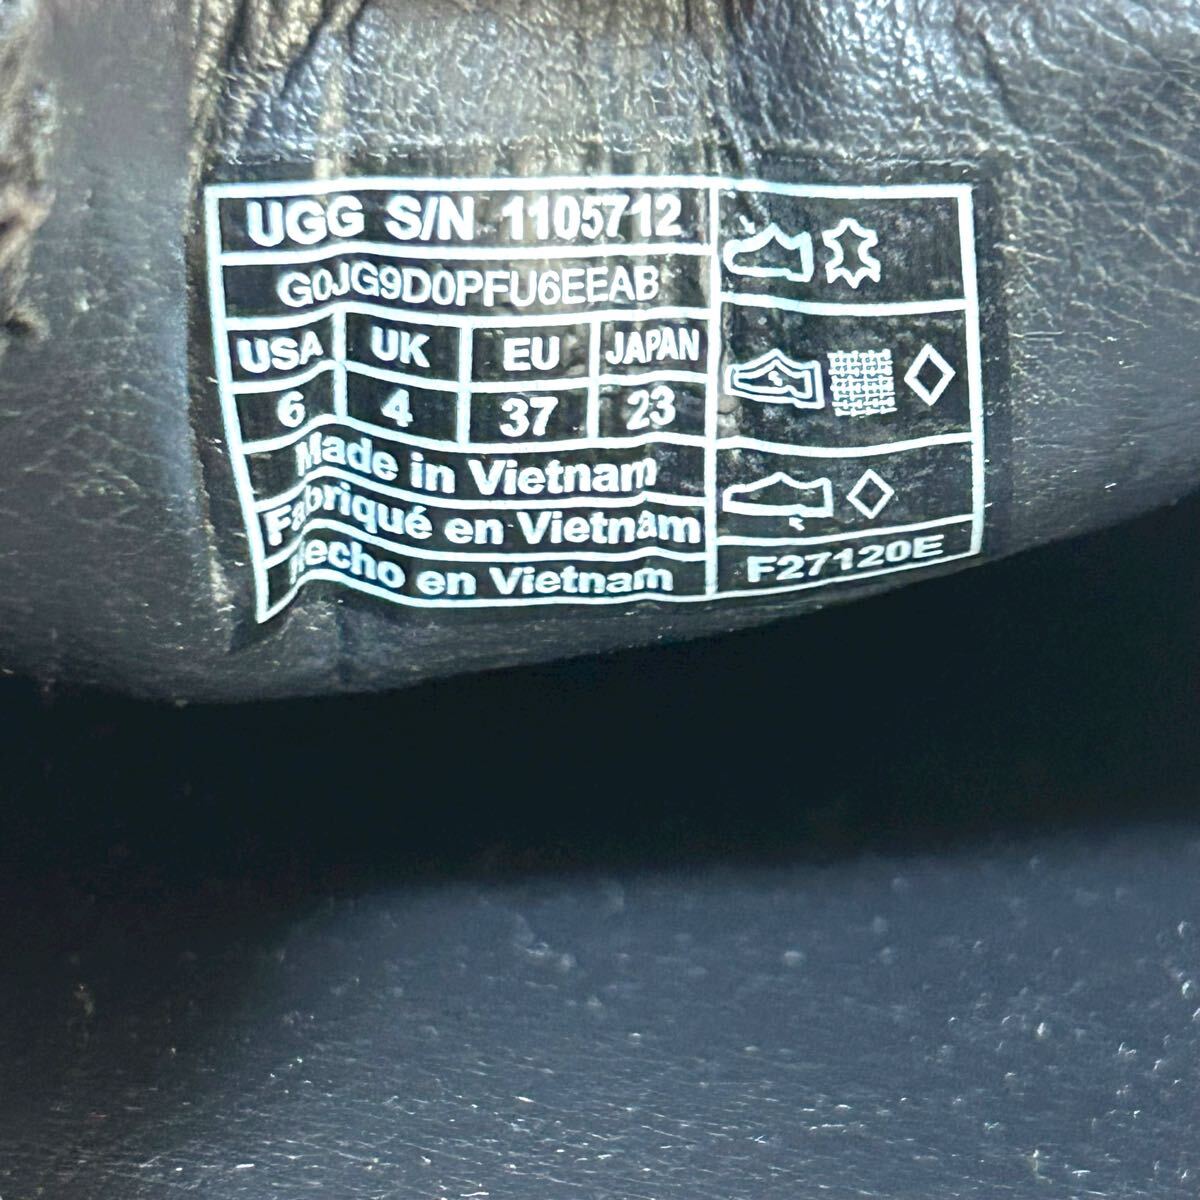 UGG S/N 1105712
G0JG9D0PFU6EEAB
USA UK EU JAPAN
6 4 37 23
Made in Vietnam
Fabriqué en Vietnam
Hecho en Vietnam
F27120E